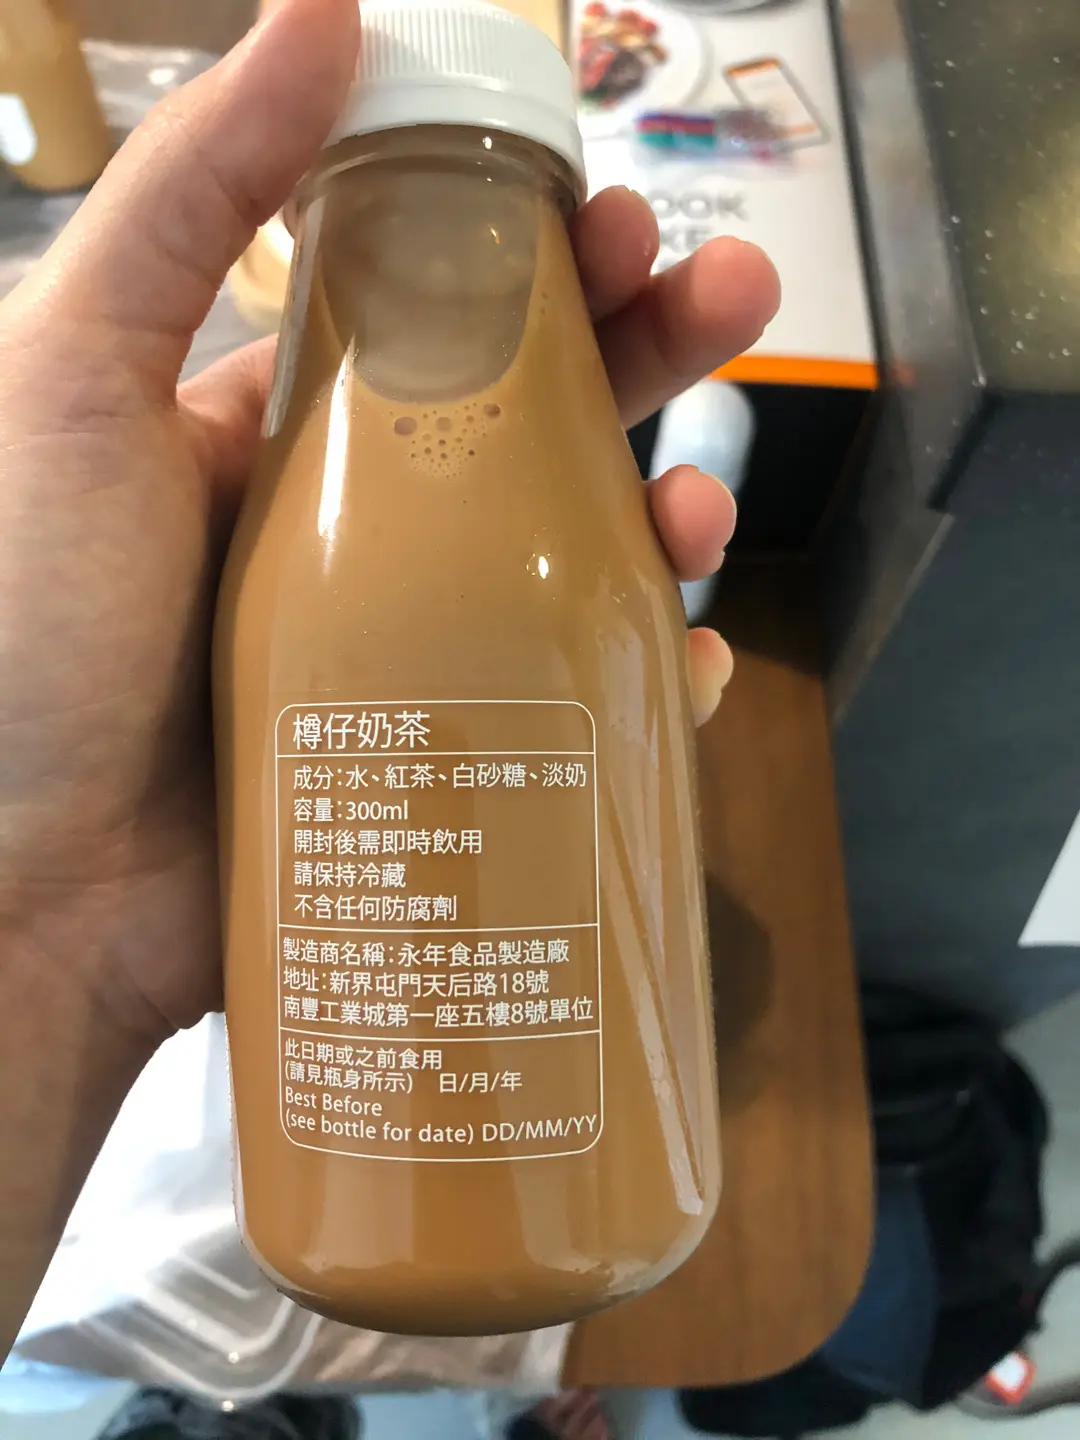 樽仔奶茶
成分:水、紅茶、白砂糖、淡奶
容量:300ml
開封後需即時飲用
請保持冷藏
不含任何防腐劑
製造商名稱:永年食品製造廠
地址:新界屯門天后路18號
南豐工業城第一座五樓8號單位
此日期或之前食用
(請見瓶身所示) 日/月/年
Best Before
(see bottle for date) DD/MM/YY